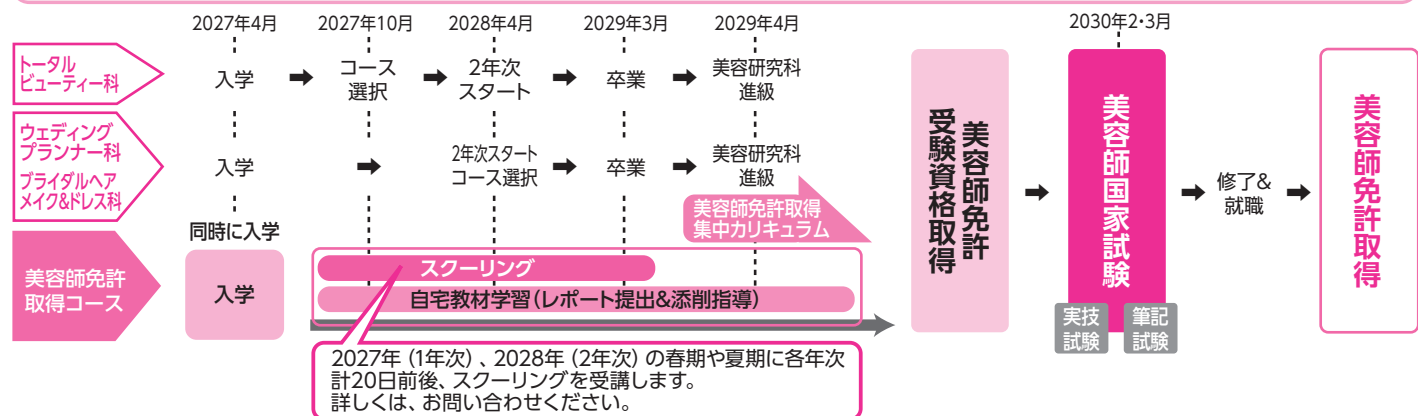 2027年4月
2027年10月
2028年4月
2029年3月
2029年4月
2030年2・3月
トータル
ビューティー科
入学
コース
選択
2年次
スタート
卒業
美容研究科
進級
ウェディング
プランナー科
ブライダルヘア
メイク&ドレス科
入学
2年次スタート
コース選択
卒業
美容研究科
進級
美容師免許取得
集中カリキュラム
同時に入学
美容師免許
取得コース
入学
スクーリング
自宅教材学習(レポート提出&添削指導)
2027年(1年次)、2028年(2年次)の春期や夏期に各年次
計20日前後、スクーリングを受講します。
詳しくは、お問い合わせください。
美容師免許
受験資格取得
美容師国家試験
実技
試験
筆記
試験
修了&
就職
美容師免許取得